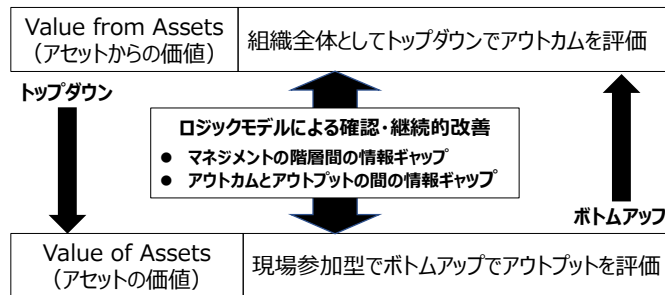 Value from Assets
（アセットからの価値）
組織全体としてトップダウンでアウトカムを評価
トップダウン
ロジックモデルによる確認・継続的改善
● マネジメントの階層間の情報ギャップ
● アウトカムとアウトプットの間の情報ギャップ
ボトムアップ
Value of Assets
（アセットの価値）
現場参加型でボトムアップでアウトプットを評価